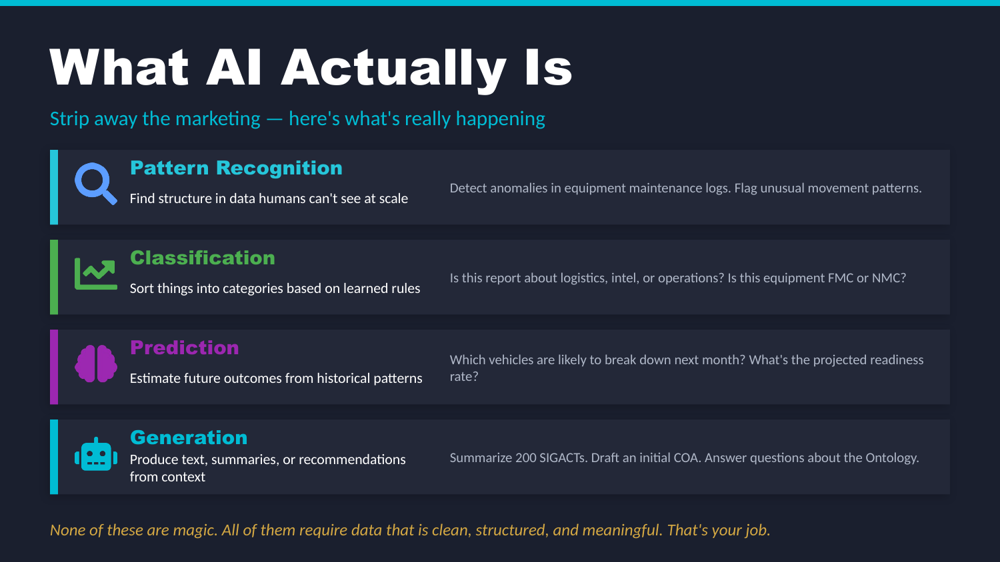 What AI Actually Is
Strip away the marketing — here's what's really happening
Pattern Recognition
Find structure in data humans can't see at scale
Detect anomalies in equipment maintenance logs. Flag unusual movement patterns.
Classification
Sort things into categories based on learned rules
Is this report about logistics, intel, or operations? Is this equipment FMC or NMC?
Prediction
Estimate future outcomes from historical patterns
Which vehicles are likely to break down next month? What's the projected readiness
rate?
Generation
Produce text, summaries, or recommendations
from context
Summarize 200 SIGACTs. Draft an initial COA. Answer questions about the Ontology.
None of these are magic. All of them require data that is clean, structured, and meaningful. That's your job.